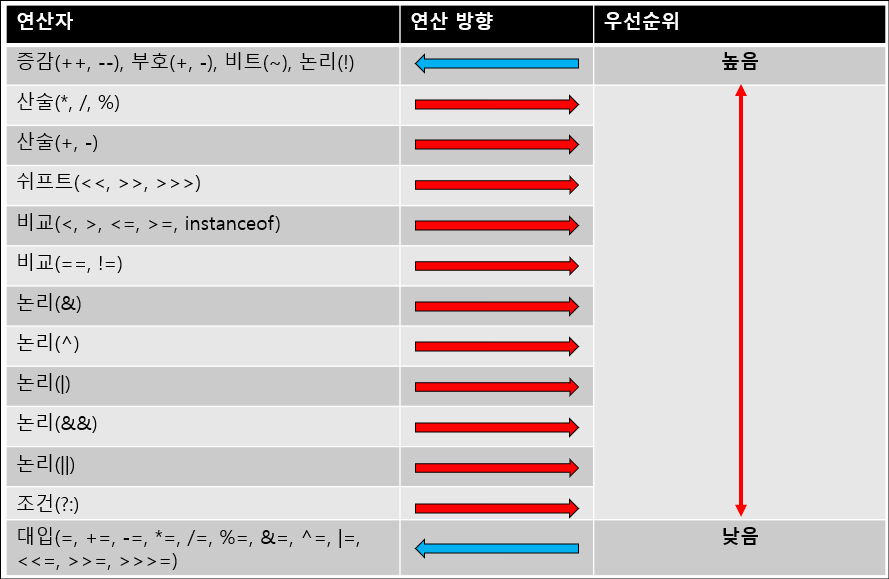 연산자 연산 방향 우선순위
증감(++, --), 부호(+, -), 비트(~), 논리(!) 높음
산술(*, /, %)
산술(+, -)
쉬프트(<<, >>, >>>)
비교(<, >, <=, >=, instanceof)
비교(==, !=)
논리(&)
논리(^)
논리(|)
논리(&&)
논리(||)
조건(?:)
대입(=, +=, -=, *=, /=, %=, &=, ^=, |=, 낮음
<<=, >>=, >>>=)